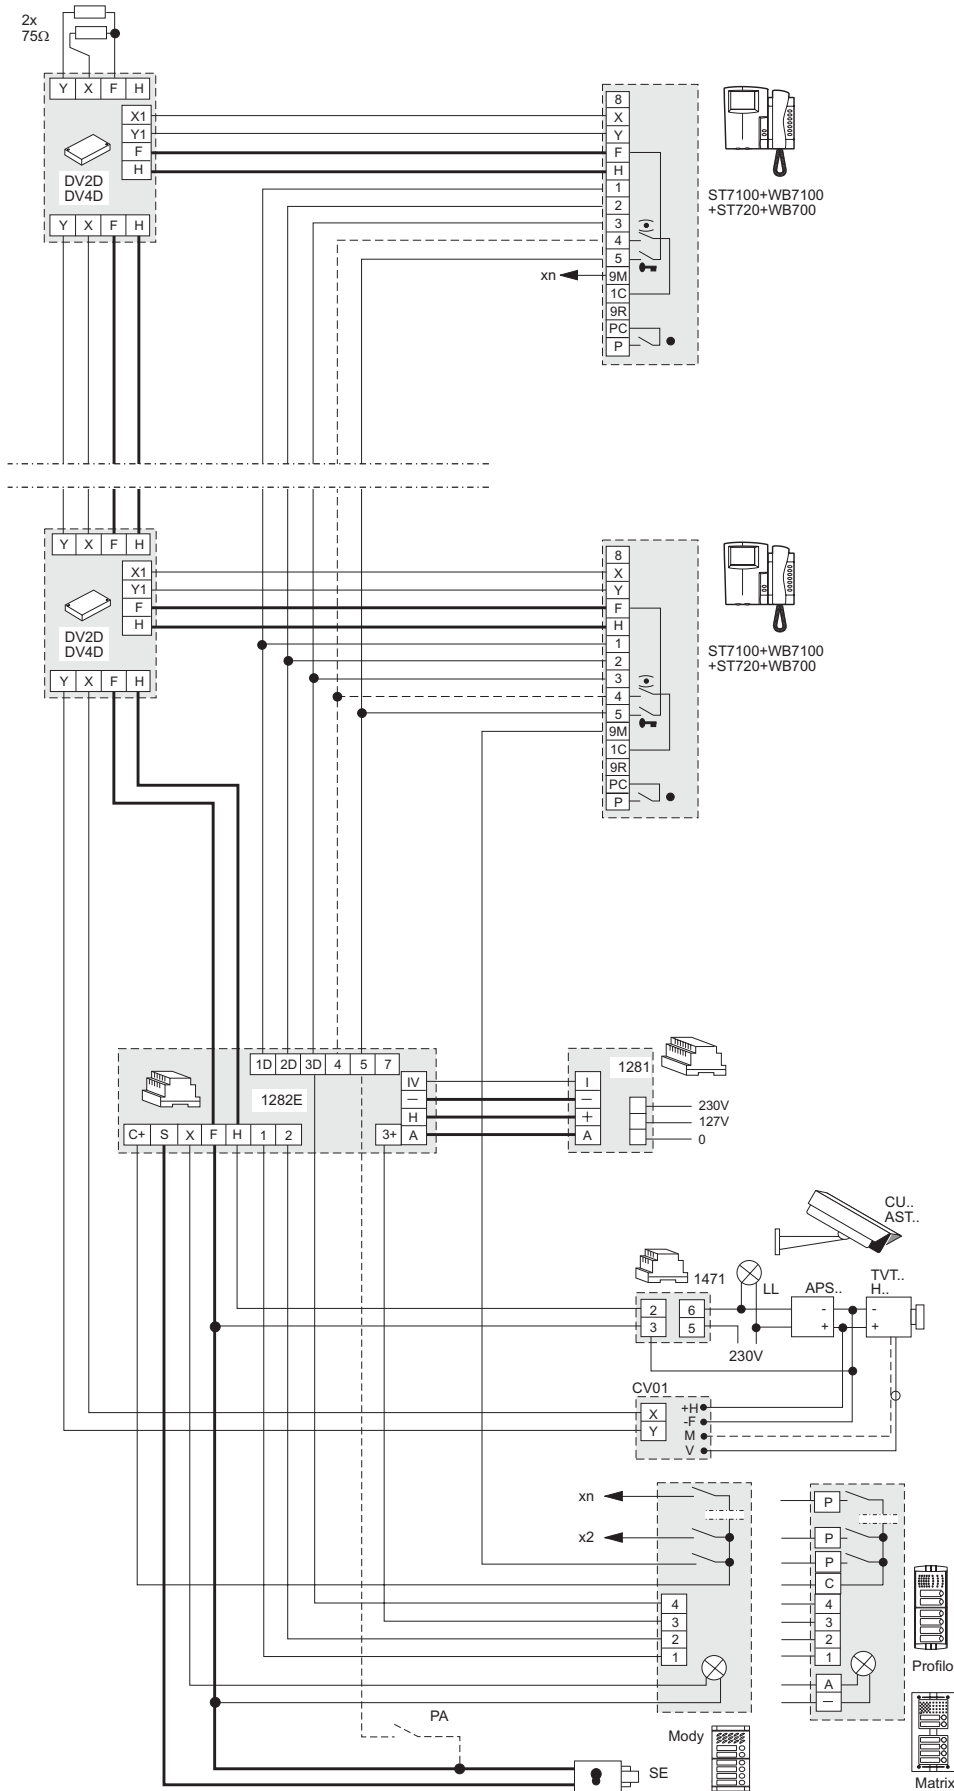 2x
75Ω
Y X F H
X1
Y1
F
H
DV2D
DV4D
Y X F H
8
X
Y
F
H
1
2
3
4
5
9M
1C
9R
PC
P
xn
ST7100+WB7100
+ST720+WB700
Y X F H
X1
Y1
F
H
DV2D
DV4D
Y X F H
8
X
Y
F
H
1
2
3
4
5
9M
1C
9R
PC
P
ST7100+WB7100
+ST720+WB700
1D 2D 3D 4 5 7
1282E
IV
—
H
3+ A
C+ S X F H 1 2
1281
I
—
+
A
230V
127V
0
CU..
AST..
1471
2 6
3 5
LL
230V
APS..
-
+
TVT..
H..
-
+
CV01
X
Y
+H
-F
M
V
xn
x2
4
3
2
1
P
P
P
C
4
3
2
1
A
—
Profilo
PA
Mody
SE
Matrix